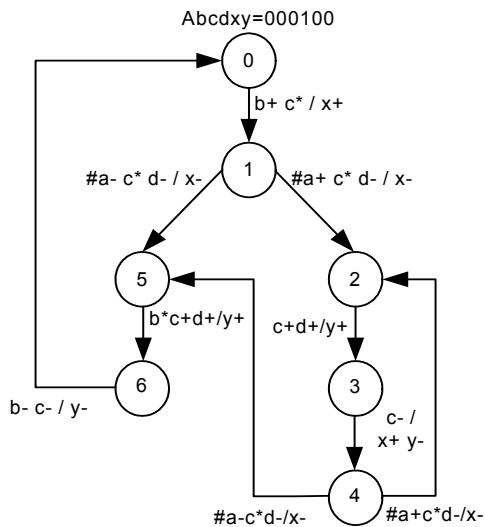 Abcdxy=000100
0
b+ c* / x+
1
#a- c* d- / x-
#a+ c* d- / x-
5
2
b*c+d+/y+
c+d+/y+
6
3
b- c- / y-
c- /
x+ y-
4
#a-c*d-/x-
#a+c*d-/x-